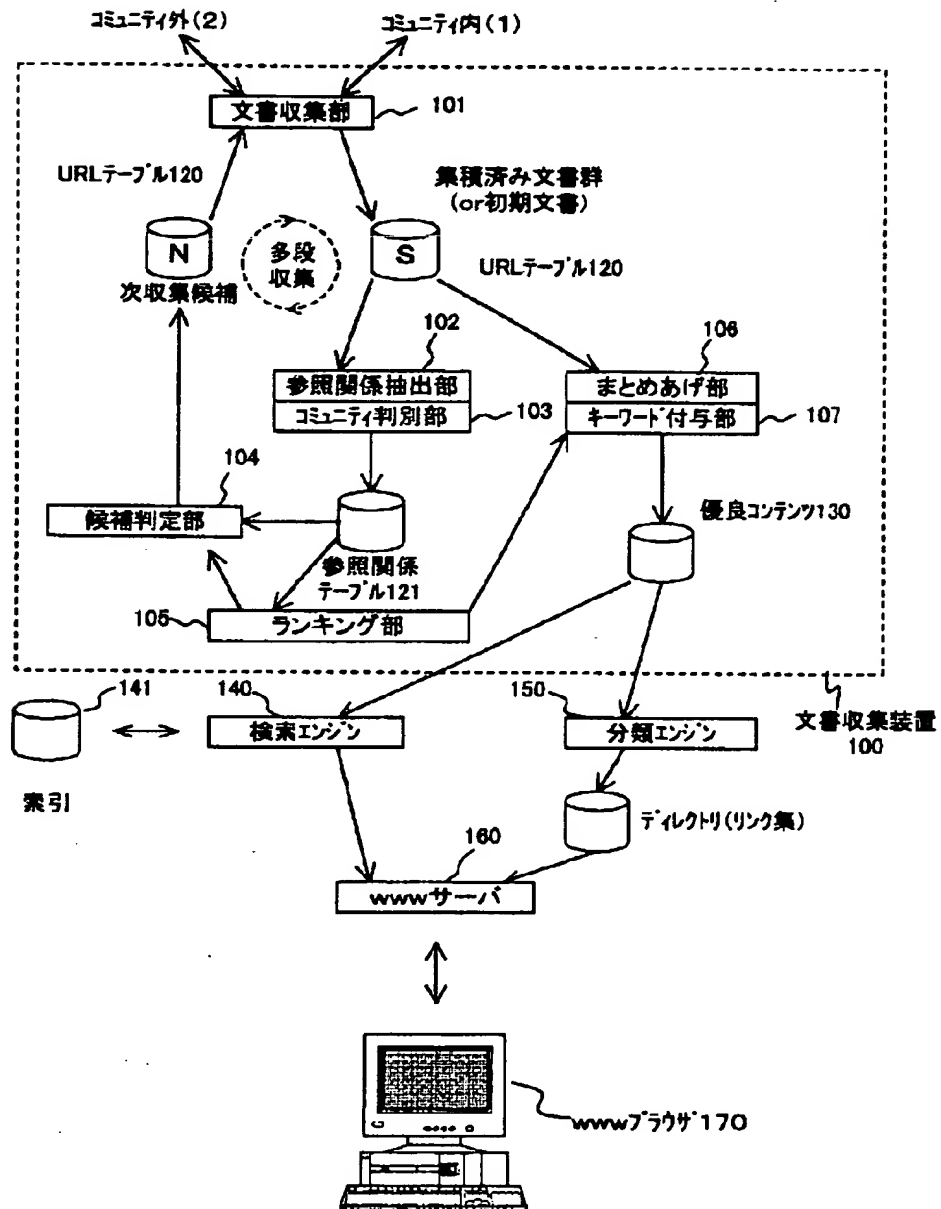 コミュニティ外(2)
コミュニティ内(1)
文書収集部
101
URLテーブル120
集積済み文書群
(or初期文書)
N
多段
収集
S
URLテーブル120
次収集候補
102
106
参照関係抽出部
まとめあげ部
コミュニティ判別部
103
キーワード付与部
107
104
候補判定部
優良コンテンツ130
参照関係
テーブル121
105
ランキング部
141
140
150
検索エンジン
分類エンジン
文書収集装置
100
索引
ディレクトリ(リンク集)
160
wwwサーバ
wwwブラウザ170